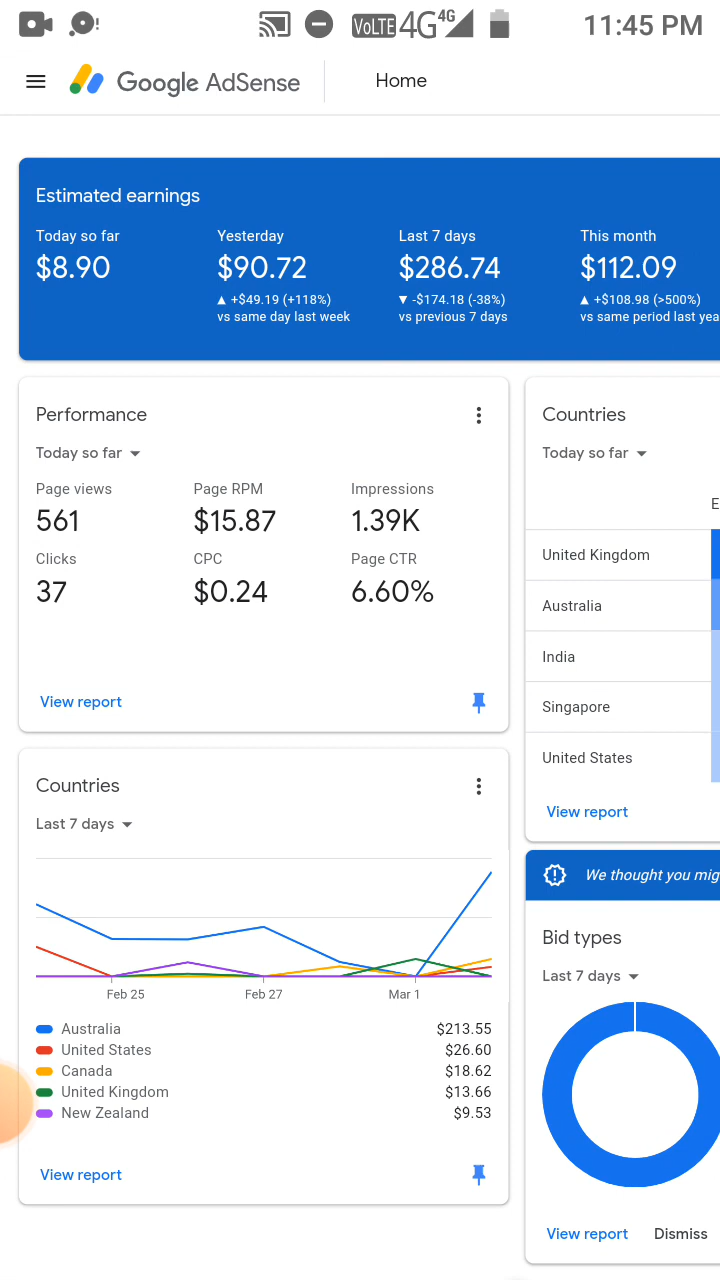 VoLTE 4G 4G 11:45 PM
Google AdSense Home
Estimated earnings
Today so far Yesterday Last 7 days This month
$8.90 $90.72 $286.74 $112.09
▲ +$49.19 (+118%) ▼ -$174.18 (-38%) ▲ +$108.98 (>500%)
vs same day last week vs previous 7 days vs same period last yea
Performance
Today so far
Page views Page RPM Impressions
561 $15.87 1.39K
Clicks CPC Page CTR
37 $0.24 6.60%
View report
Countries
Today so far
E
United Kingdom
Australia
India
Singapore
United States
View report
Countries
Last 7 days
Feb 25 Feb 27 Mar 1
Australia $213.55
United States $26.60
Canada $18.62
United Kingdom $13.66
New Zealand $9.53
View report
We thought you mig
Bid types
Last 7 days
View report Dismiss